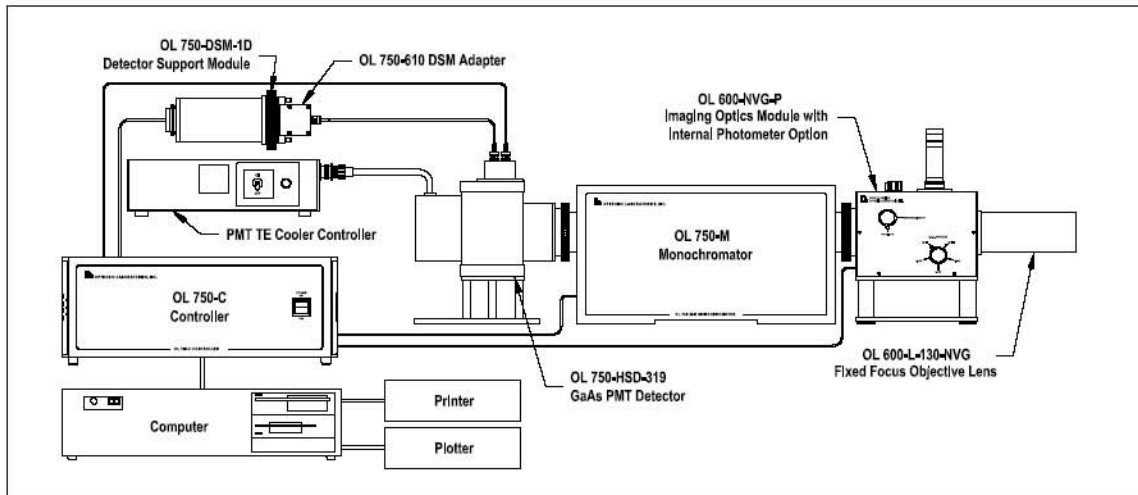 OL 750-DSM-1D
Detector Support Module
OL 750-610 DSM Adapter
OL 600-NVG-P
Imaging Optics Module with
Internal Photometer Option
PMT TE Cooler Controller
OL 750-M
Monochromator
OL 750-C
Controller
OL 600-L-130-NVG
Fixed Focus Objective Lens
OL 750-HSD-319
GaAs PMT Detector
Computer
Printer
Plotter